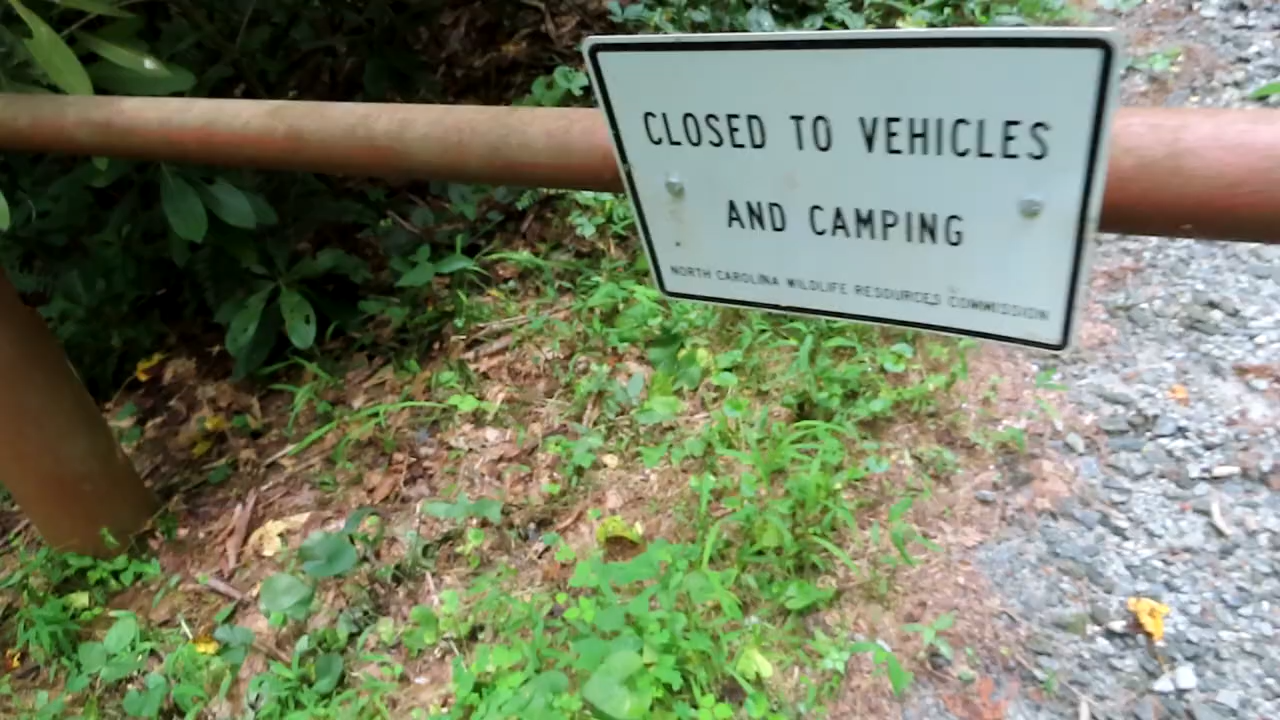 CLOSED TO VEHICLES
AND CAMPING
NORTH CAROLINA WILDLIFE RESOURCES COMMISSION